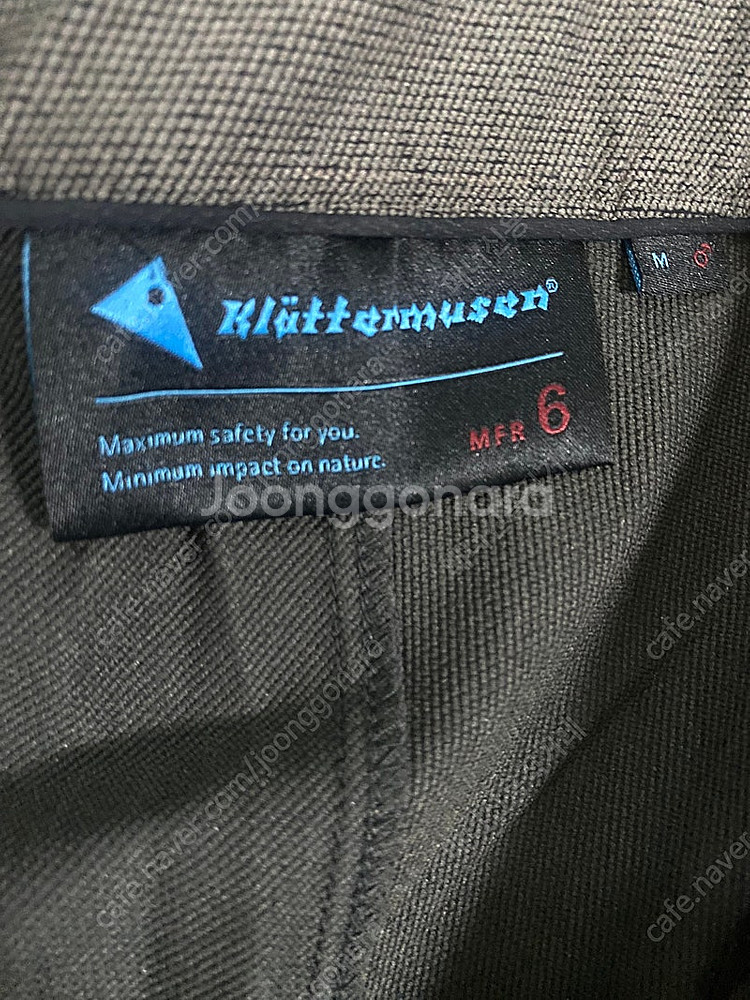 Klättermusen®
M ♂
Maximum safety for you.
Minimum impact on nature.
MFR 6
Joonggonara
cafe.naver.com/joonggonara